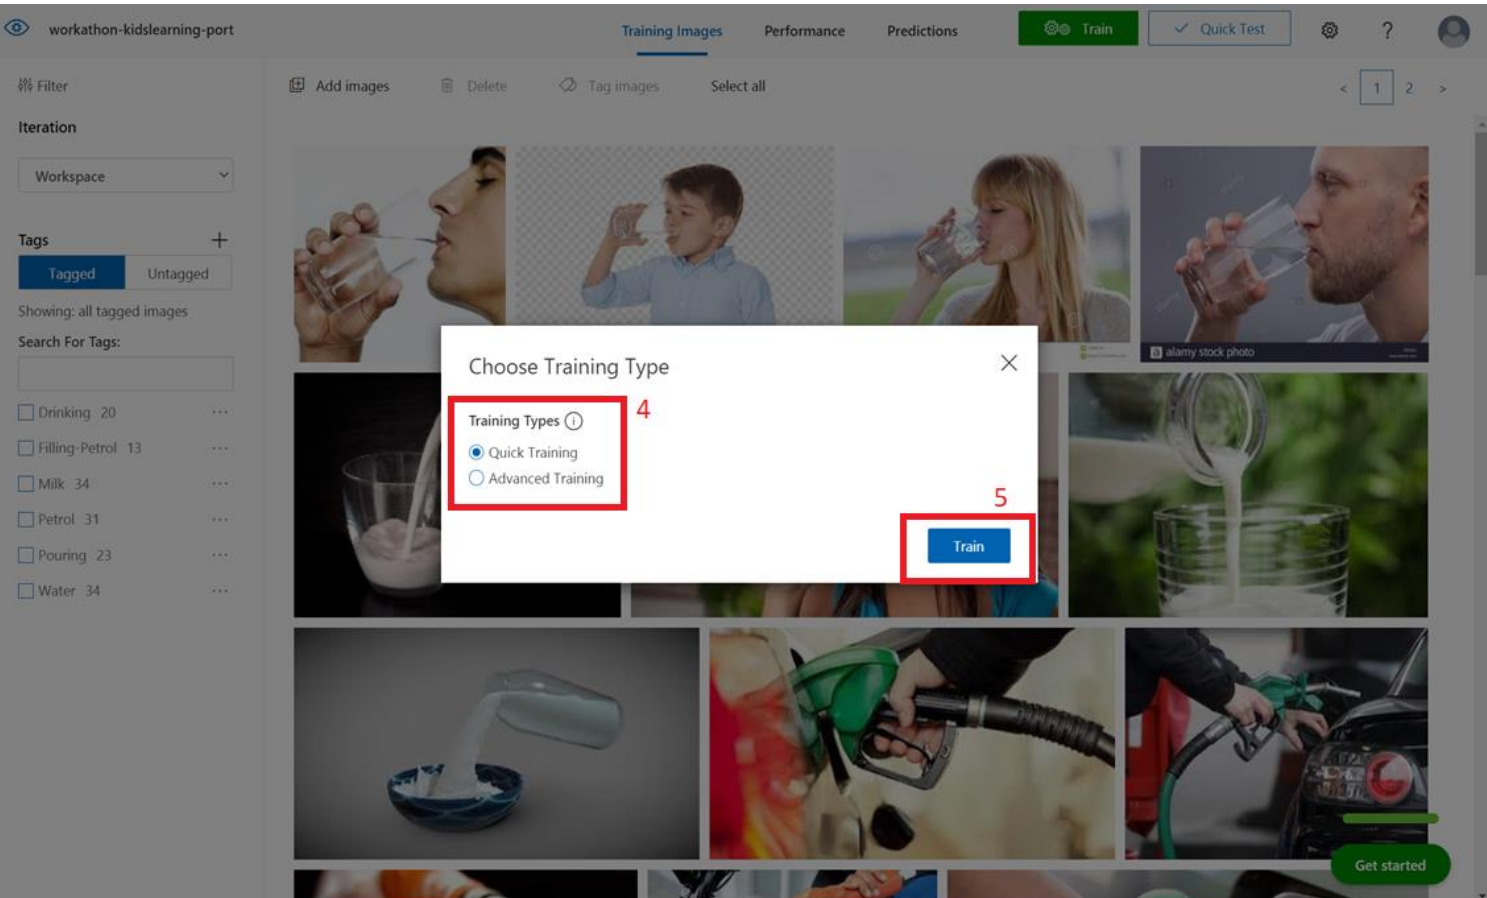 workathon-kidslearning-port
Training Images
Performance
Predictions
Train
Quick Test
?
Filter
Add images
Delete
Tag images
Select all
< 1 2 >
Iteration
Workspace
Tags
Tagged
Untagged
Showing: all tagged images
Search For Tags:
Drinking 20
Filling-Petrol 13
Milk 34
Petrol 31
Pouring 23
Water 34
a alamy stock photo
Choose Training Type
Training Types
4
Quick Training
Advanced Training
5
Train
Get started